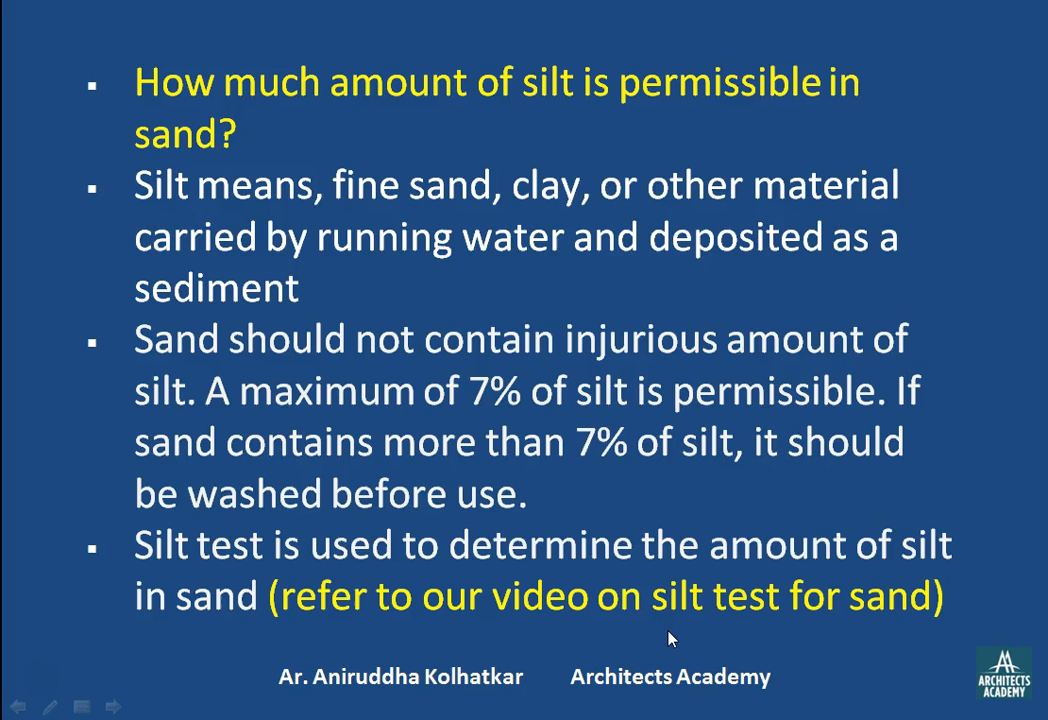 How much amount of silt is permissible in
sand?
Silt means, fine sand, clay, or other material
carried by running water and deposited as a
sediment
Sand should not contain injurious amount of
silt. A maximum of 7% of silt is permissible. If
sand contains more than 7% of silt, it should
be washed before use.
Silt test is used to determine the amount of silt
in sand (refer to our video on silt test for sand)
Ar. Aniruddha Kolhatkar Architects Academy
ARCHITECTS
ACADEMY